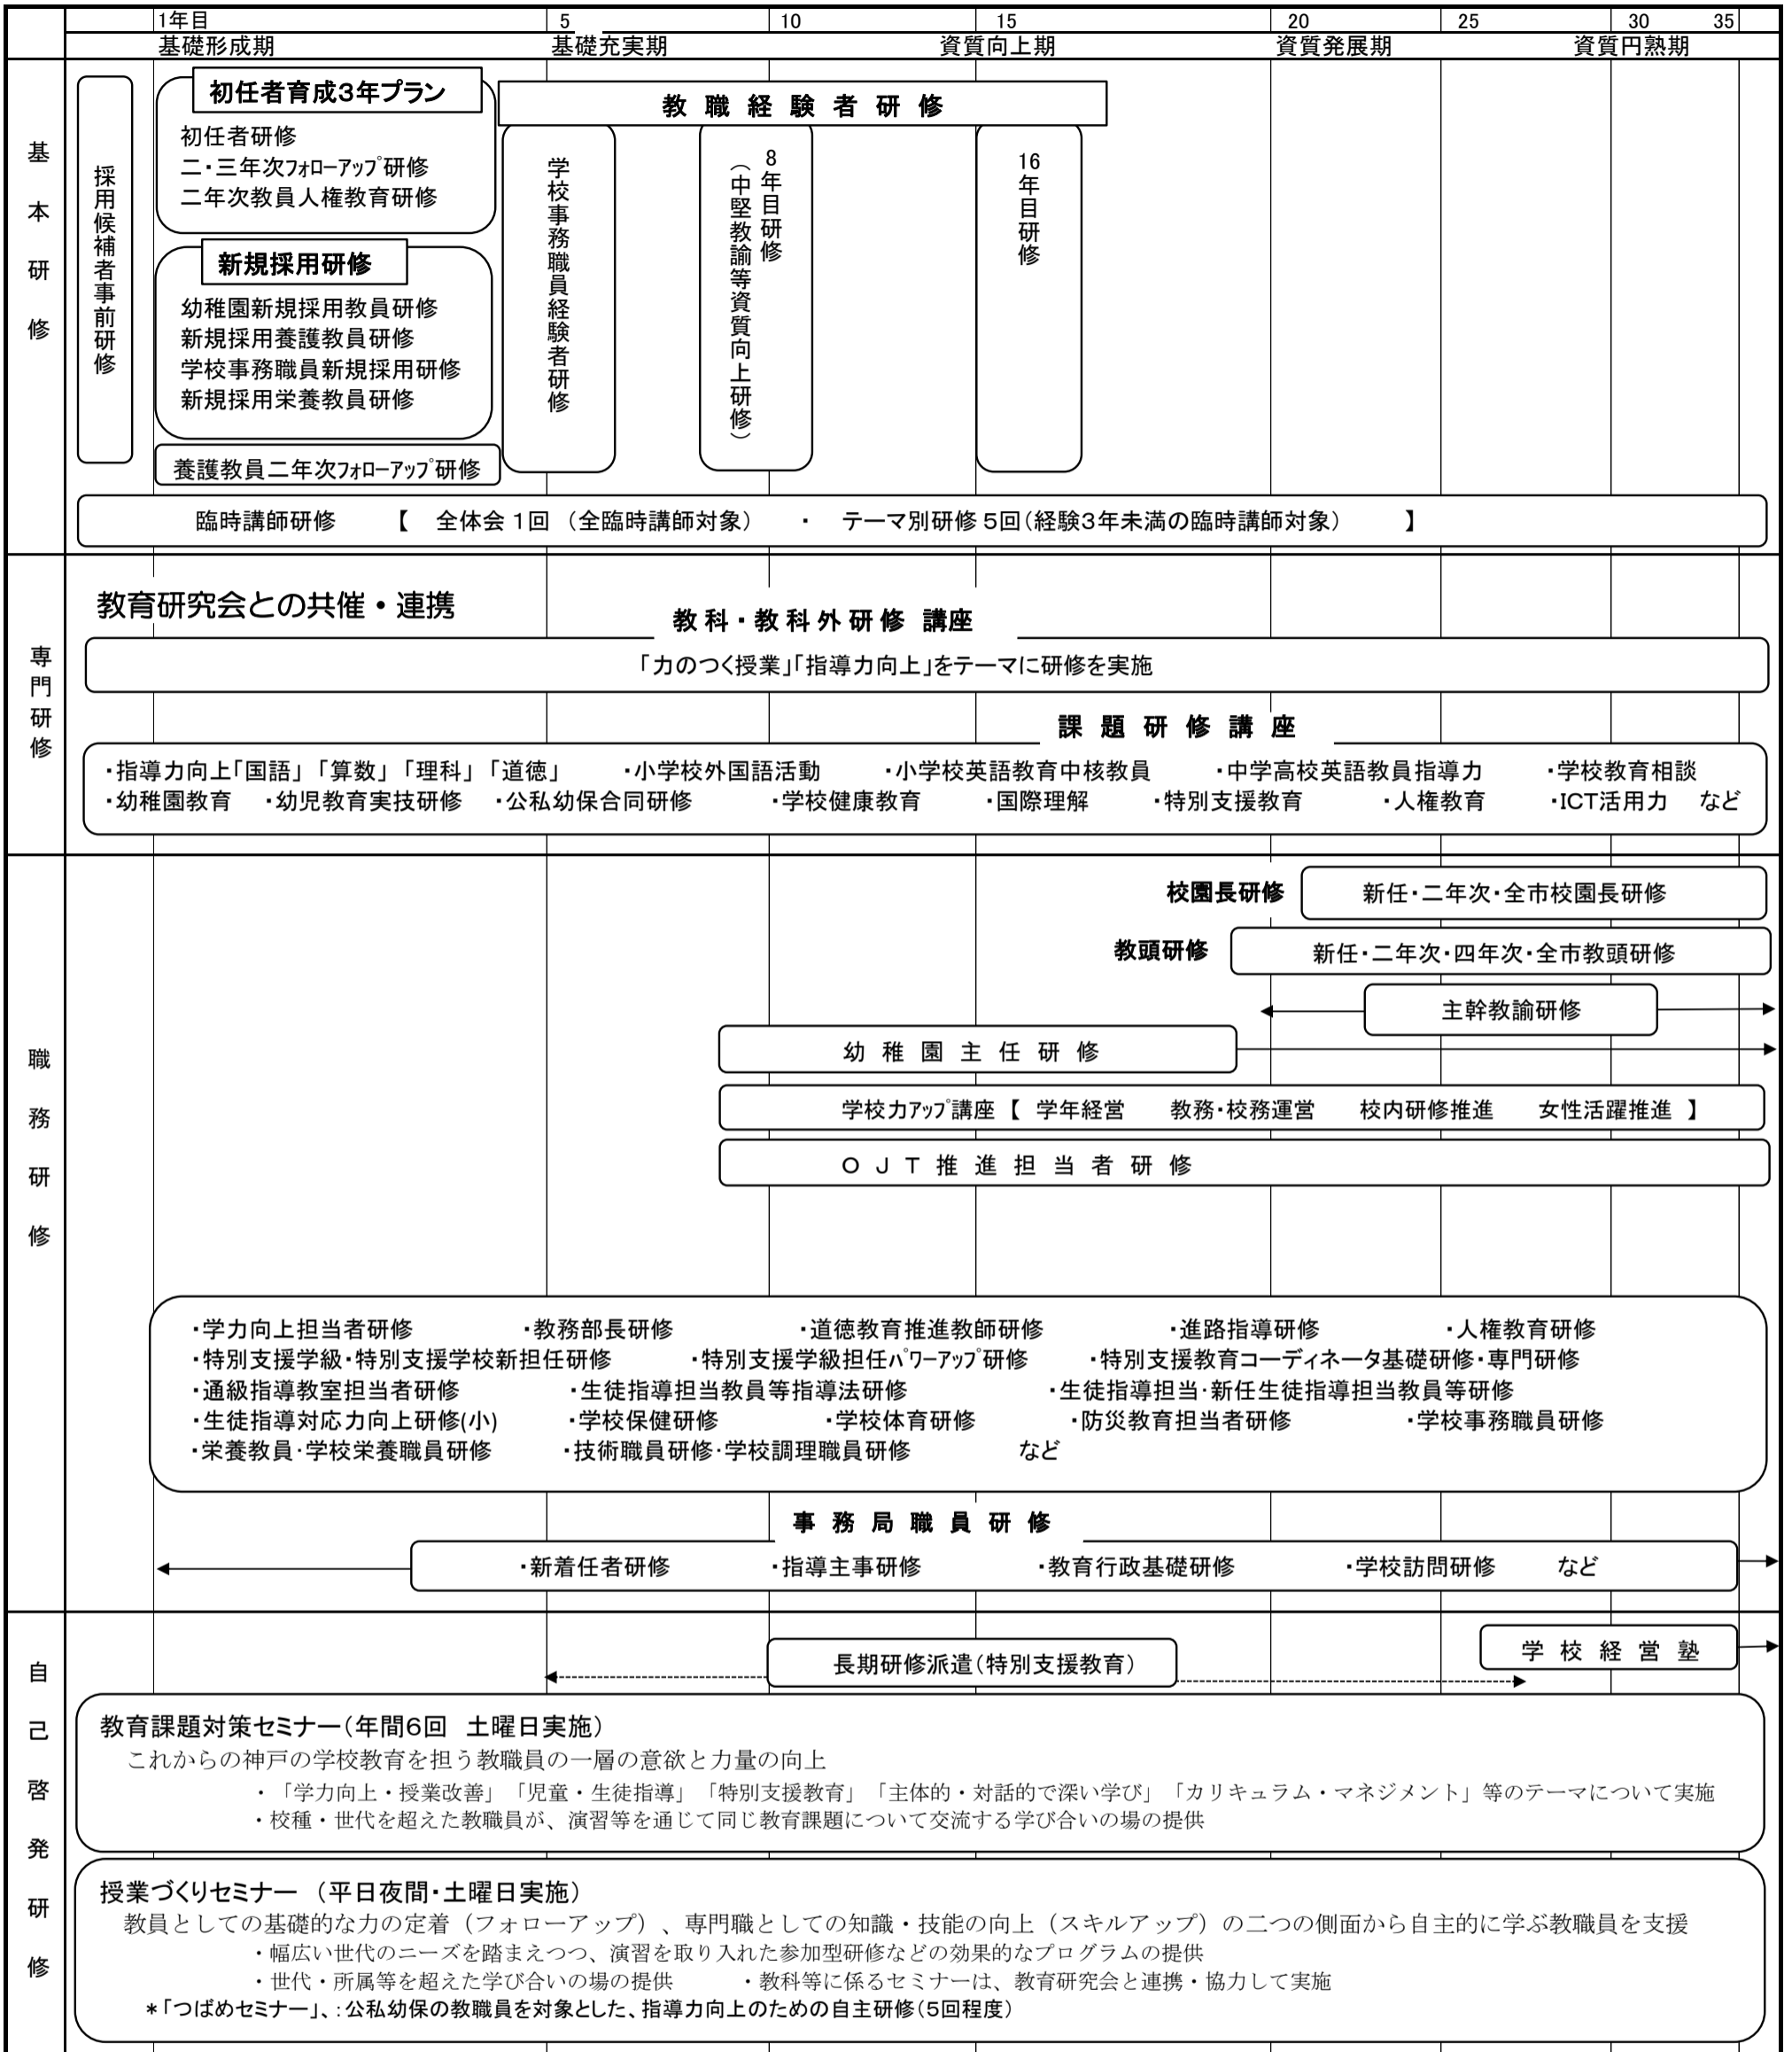 1年目 5 10 15 20 25 30 35
基礎形成期 基礎充実期 資質向上期 資質発展期 資質円熟期
基本研修
採用候補者事前研修
初任者育成3年プラン
初任者研修
二・三年次フォローアップ研修
二年次教員人権教育研修
新規採用研修
幼稚園新規採用教員研修
新規採用養護教員研修
学校事務職員新規採用研修
新規採用栄養教員研修
養護教員二年次フォローアップ研修
教職経験者研修
学校事務職員経験者研修
8年目研修
（中堅教諭等資質向上研修）
16年目研修
臨時講師研修 【 全体会 1回 （全臨時講師対象） ・ テーマ別研修 5回（経験3年未満の臨時講師対象） 】
専門研修
教育研究会との共催・連携
教科・教科外研修 講座
「力のつく授業」「指導力向上」をテーマに研修を実施
課題研修講座
・指導力向上「国語」「算数」「理科」「道徳」 ・小学校外国語活動 ・小学校英語教育中核教員 ・中学高校英語教員指導力 ・学校教育相談
・幼稚園教育 ・幼児教育実技研修 ・公私幼保合同研修 ・学校健康教育 ・国際理解 ・特別支援教育 ・人権教育 ・ICT活用力 など
職務研修
校園長研修 新任・二年次・全市校園長研修
教頭研修 新任・二年次・四年次・全市教頭研修
主幹教諭研修
幼稚園主任研修
学校力アップ講座【 学年経営 教務・校務運営 校内研修推進 女性活躍推進 】
OJT推進担当者研修
・学力向上担当者研修 ・教務部長研修 ・道徳教育推進教師研修 ・進路指導研修 ・人権教育研修
・特別支援学級・特別支援学校新担任研修 ・特別支援学級担任パワーアップ研修 ・特別支援教育コーディネータ基礎研修・専門研修
・通級指導教室担当者研修 ・生徒指導担当教員等指導法研修 ・生徒指導担当・新任生徒指導担当教員等研修
・生徒指導対応力向上研修(小) ・学校保健研修 ・学校体育研修 ・防災教育担当者研修 ・学校事務職員研修
・栄養教員・学校栄養職員研修 ・技術職員研修・学校調理職員研修 など
事務局職員研修
・新着任者研修 ・指導主事研修 ・教育行政基礎研修 ・学校訪問研修 など
自己啓発研修
長期研修派遣（特別支援教育）
学校経営塾
教育課題対策セミナー（年間6回 土曜日実施）
これからの神戸の学校教育を担う教職員の一層の意欲と力量の向上
・「学力向上・授業改善」「児童・生徒指導」「特別支援教育」「主体的・対話的で深い学び」「カリキュラム・マネジメント」等のテーマについて実施
・校種・世代を超えた教職員が、演習等を通じて同じ教育課題について交流する学び合いの場の提供
授業づくりセミナー （平日夜間・土曜日実施）
教員としての基礎的な力の定着（フォローアップ）、専門職としての知識・技能の向上（スキルアップ）の二つの側面から自主的に学ぶ教職員を支援
・幅広い世代のニーズを踏まえつつ、演習を取り入れた参加型研修などの効果的なプログラムの提供
・世代・所属等を超えた学び合いの場の提供 ・教科等に係るセミナーは、教育研究会と連携・協力して実施
＊「つばめセミナー」、：公私幼保の教職員を対象とした、指導力向上のための自主研修（5回程度）